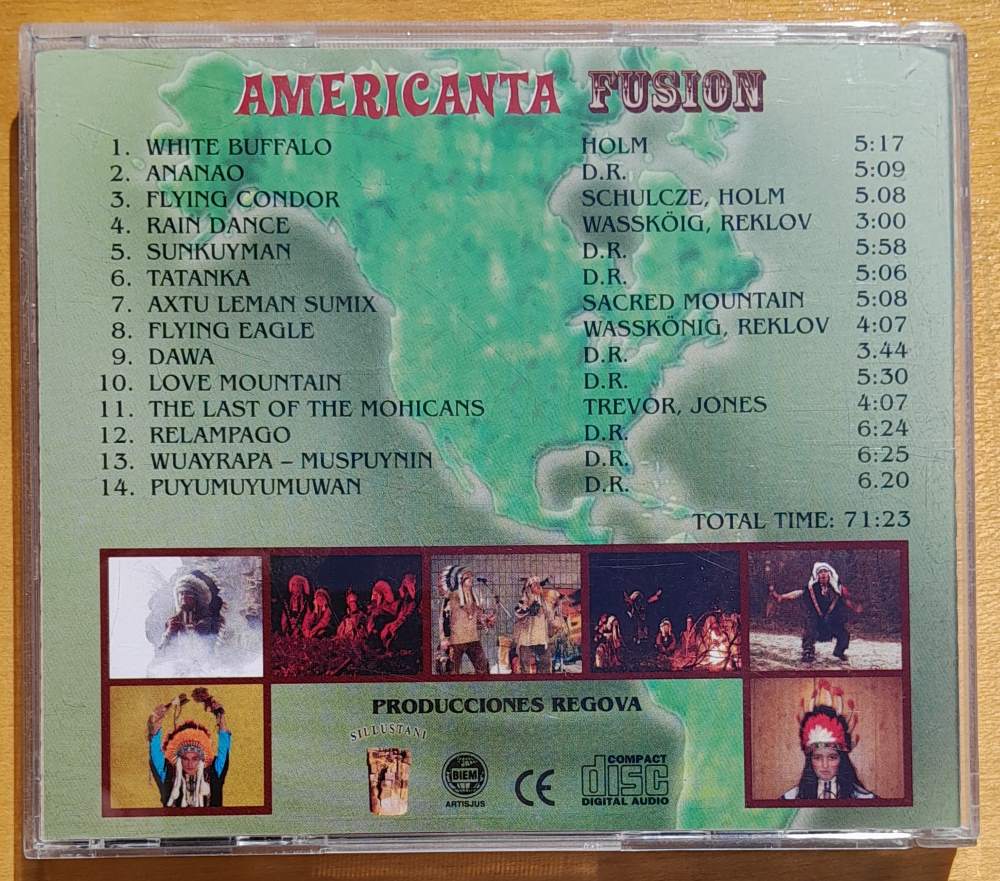 AMERICANTA FUSION
1. WHITE BUFFALO HOLM 5:17
2. ANANAO D.R. 5:09
3. FLYING CONDOR SCHULCZE, HOLM 5.08
4. RAIN DANCE WASSKÖIG, REKLOV 3:00
5. SUNKUYMAN D.R. 5:58
6. TATANKA D.R. 5:06
7. AXTU LEMAN SUMIX SACRED MOUNTAIN 5:08
8. FLYING EAGLE WASSKÖNIG, REKLOV 4:07
9. DAWA D.R. 3.44
10. LOVE MOUNTAIN D.R. 5:30
11. THE LAST OF THE MOHICANS TREVOR, JONES 4:07
12. RELAMPAGO D.R. 6:24
13. WUAYRAPA – MUSPUYNIN D.R. 6:25
14. PUYUMUYUMUWAN D.R. 6.20
TOTAL TIME: 71:23
PRODUCCIONES REGOVA
SILLUSTANI
BIEM
ARTISJUS
CE
COMPACT
disc
DIGITAL AUDIO